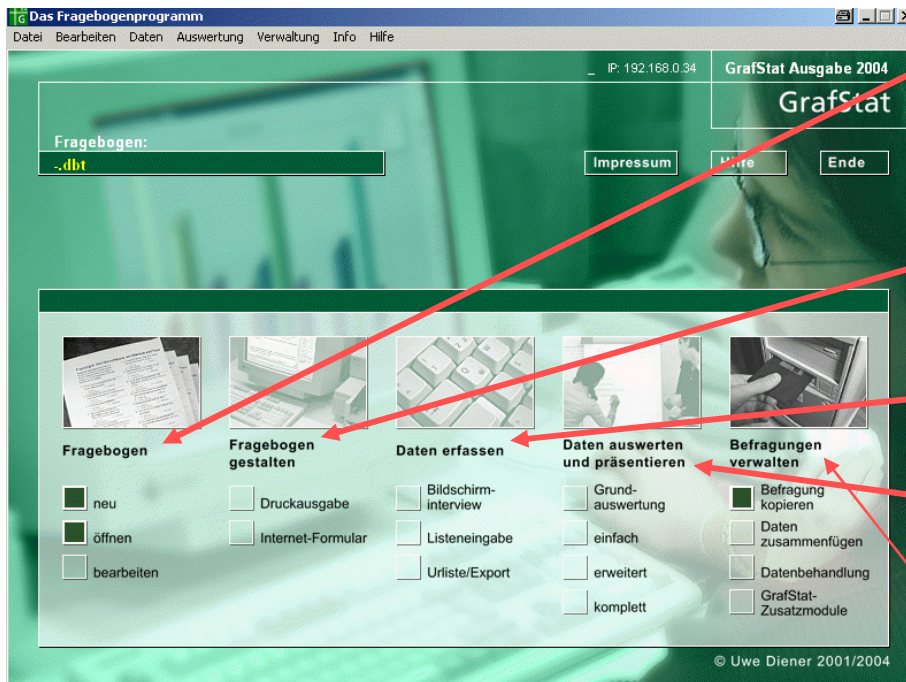 Das Fragebogenprogramm
Datei Bearbeiten Daten Auswertung Verwaltung Info Hilfe
_ IP: 192.168.0.34
GrafStat Ausgabe 2004
GrafStat
Fragebogen:
-.dbt
Impressum
Hilfe
Ende
Fragebogen
neu
öffnen
bearbeiten
Fragebogen
gestalten
Druckausgabe
Internet-Formular
Daten erfassen
Bildschirm-
interview
Listeneingabe
Urliste/Export
Daten auswerten
und präsentieren
Grund-
auswertung
einfach
erweitert
komplett
Befragungen
verwalten
Befragung
kopieren
Daten
zusammenfügen
Datenbehandlung
GrafStat-
Zusatzmodule
© Uwe Diener 2001/2004